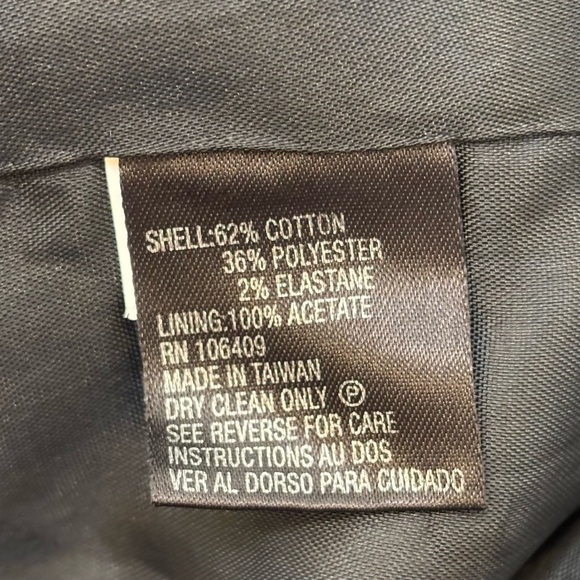 SHELL:62% COTTON
36% POLYESTER
2% ELASTANE
LINING:100% ACETATE
RN 106409
MADE IN TAIWAN
DRY CLEAN ONLY Ⓟ
SEE REVERSE FOR CARE
INSTRUCTIONS AU DOS
VER AL DORSO PARA CUIDADO